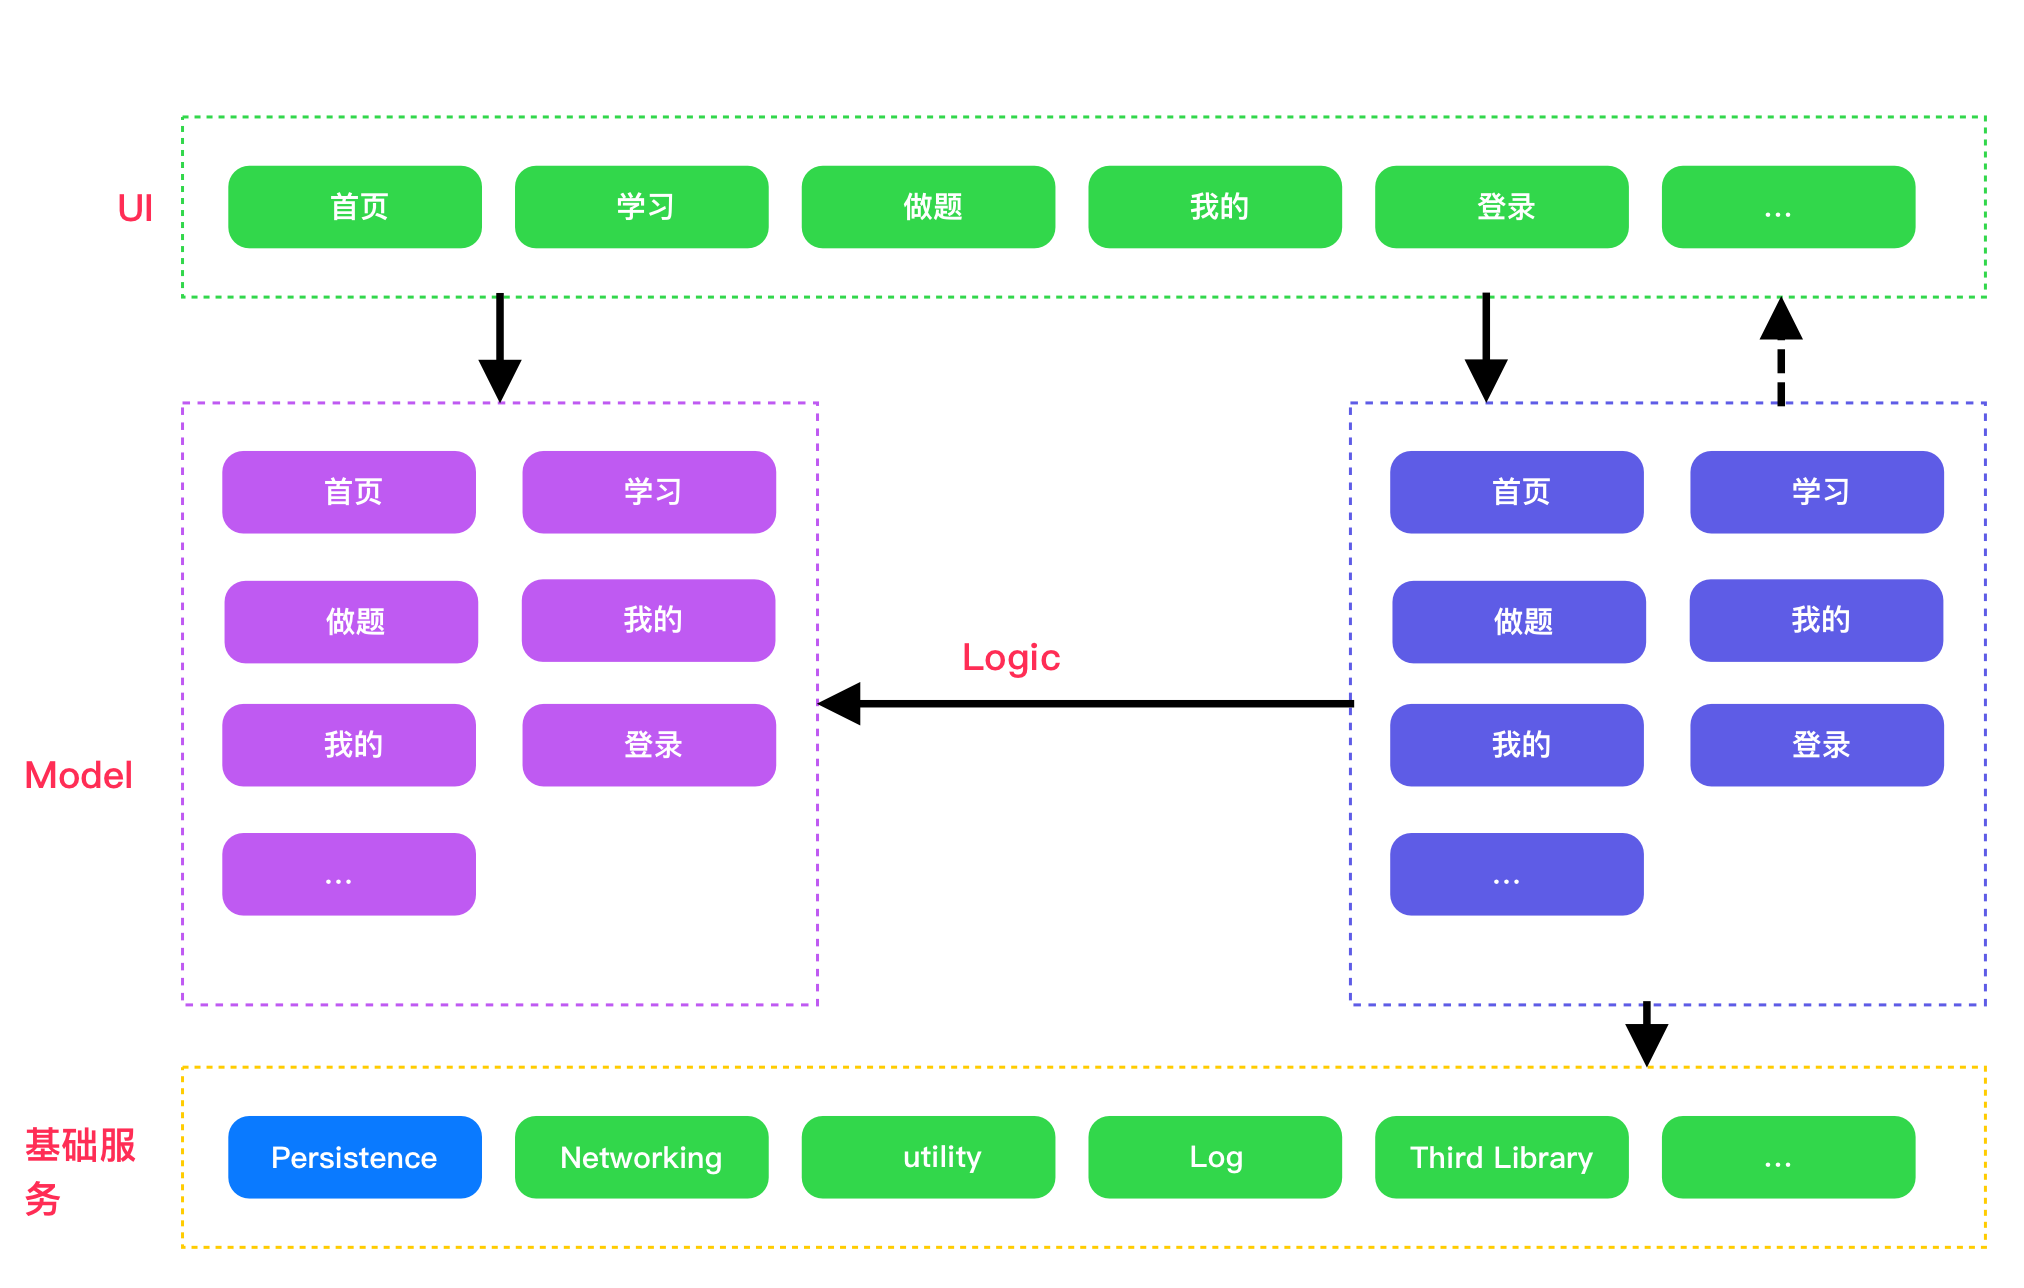 UI
首页
学习
做题
我的
登录
...
首页
学习
做题
我的
我的
登录
...
Model
Logic
首页
学习
做题
我的
我的
登录
...
基础服
务
Persistence
Networking
utility
Log
Third Library
...